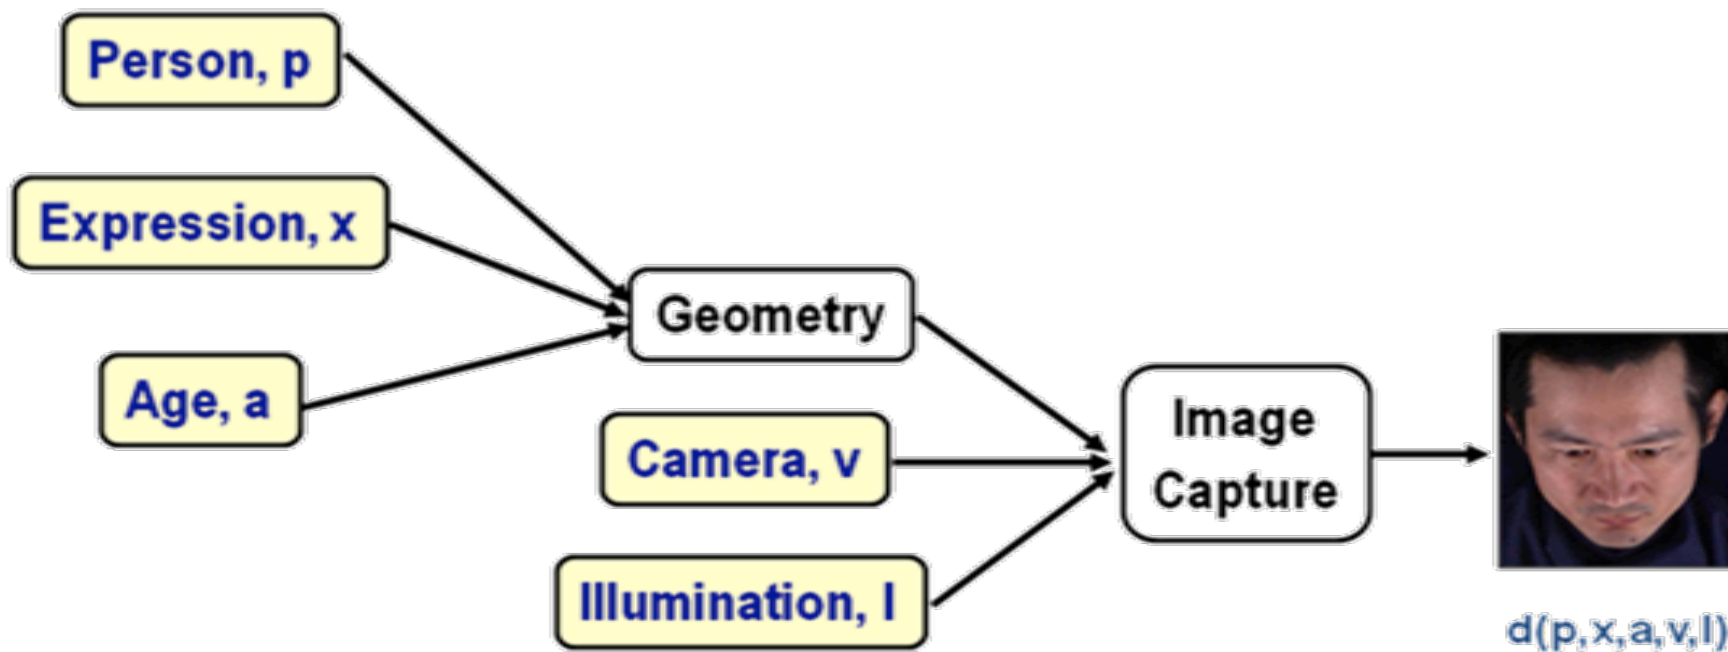 Person, p
Expression, x
Age, a
Geometry
Camera, v
Illumination, l
Image
Capture
d(p,x,a,v,l)